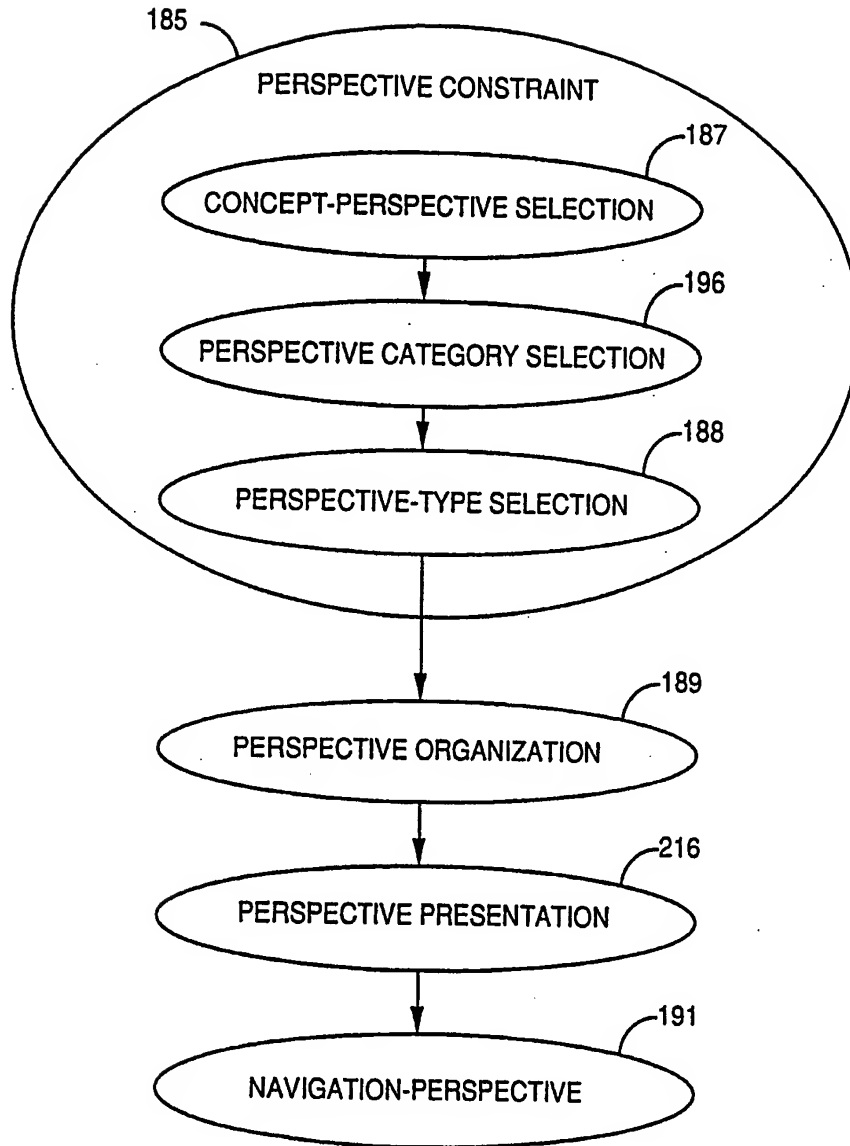 185
PERSPECTIVE CONSTRAINT
187
CONCEPT-PERSPECTIVE SELECTION
196
PERSPECTIVE CATEGORY SELECTION
188
PERSPECTIVE-TYPE SELECTION
189
PERSPECTIVE ORGANIZATION
216
PERSPECTIVE PRESENTATION
191
NAVIGATION-PERSPECTIVE